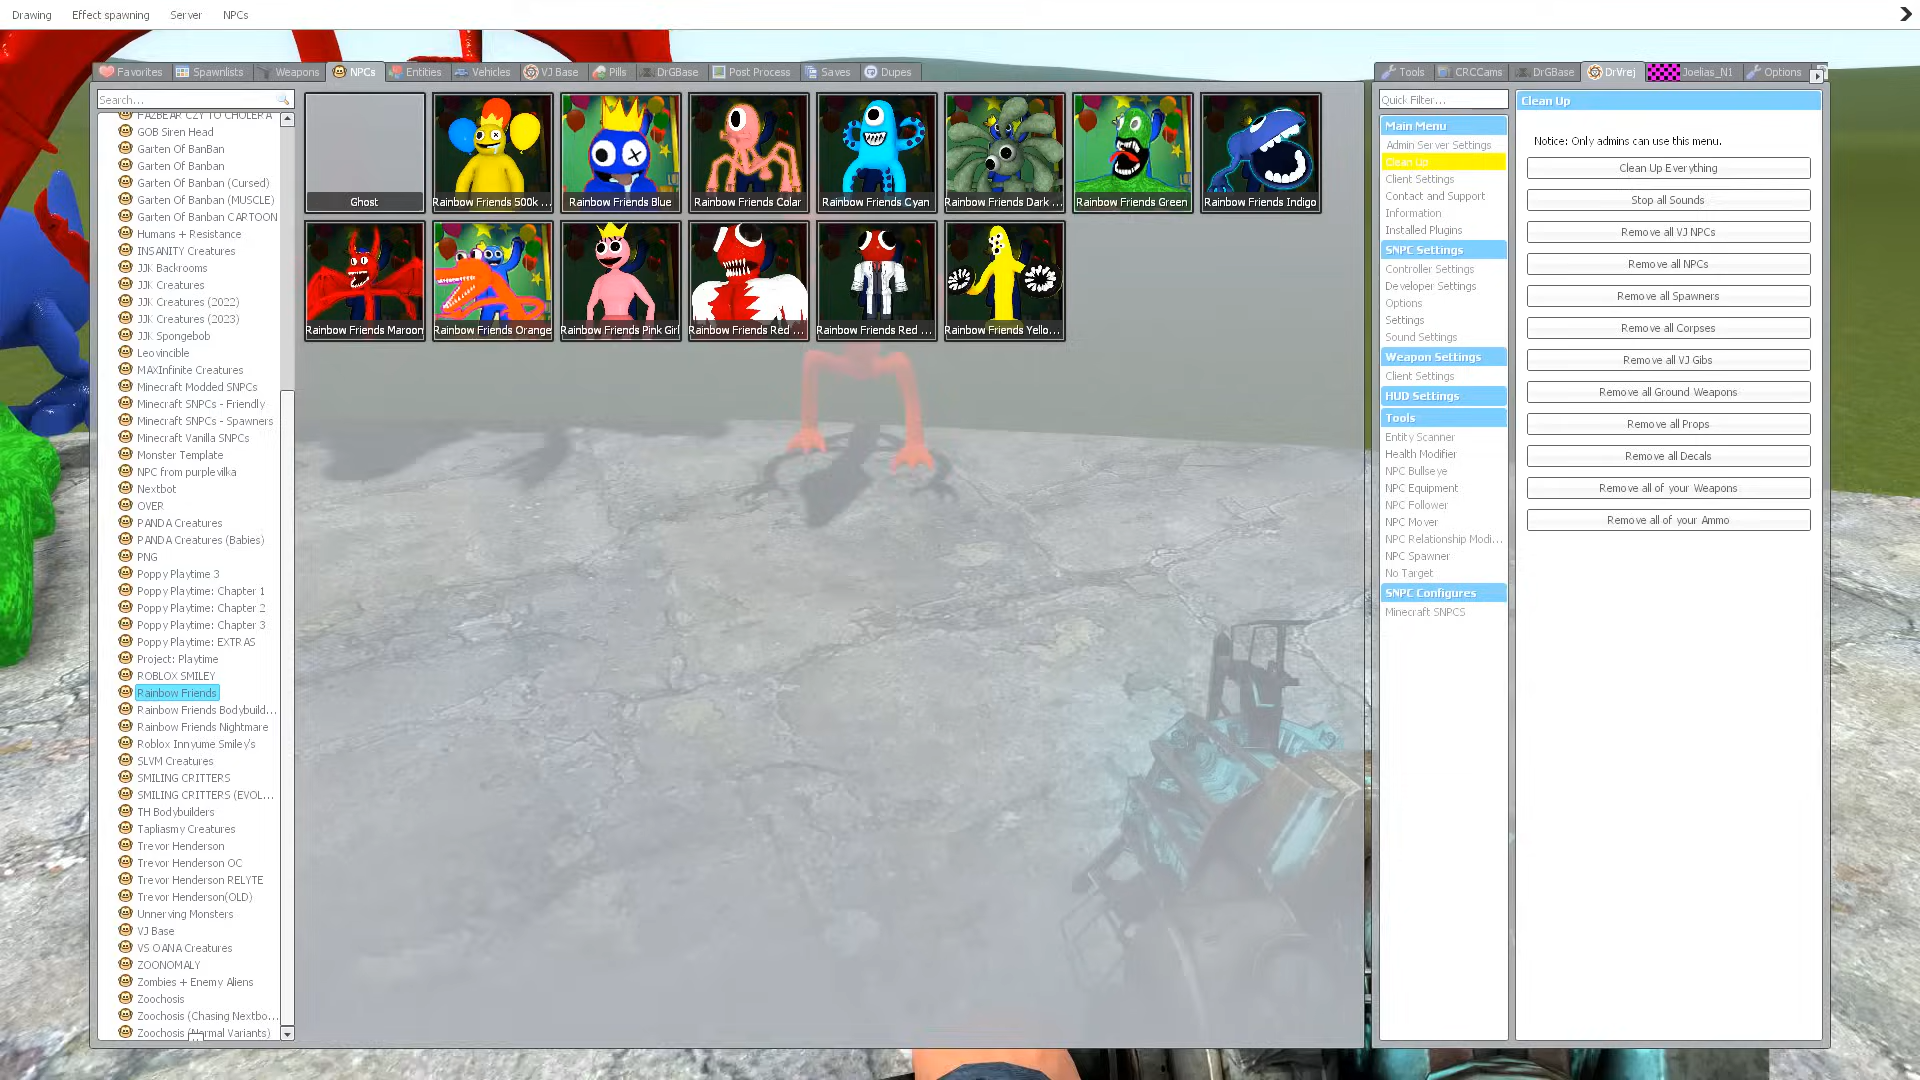 Drawing
Effect spawning
Server
NPCs
Favorites
Spawnlists
Weapons
NPCs
Entities
Vehicles
VJ Base
Pills
DrGBase
Post Process
Saves
Dupes
Tools
CRCCams
DrGBase
DrVrej
Joelias_N1
Options
Search...
FAZBEAR CZY TO CHOLERA
GOB Siren Head
Garten Of BanBan
Garten Of Banban
Garten Of Banban (Cursed)
Garten Of Banban (MUSCLE)
Garten Of Banban CARTOON
Humans + Resistance
INSANITY Creatures
JJK Backrooms
JJK Creatures
JJK Creatures (2022)
JJK Creatures (2023)
JJK Spongebob
Leovincible
MAXInfinite Creatures
Minecraft Modded SNPCs
Minecraft SNPCs - Friendly
Minecraft SNPCs - Spawners
Minecraft Vanilla SNPCs
Monster Template
NPC from purplevilka
Nextbot
OVER
PANDA Creatures
PANDA Creatures (Babies)
PNG
Poppy Playtime 3
Poppy Playtime: Chapter 1
Poppy Playtime: Chapter 2
Poppy Playtime: Chapter 3
Poppy Playtime: EXTRAS
Project: Playtime
ROBLOX SMILEY
Rainbow Friends
Rainbow Friends Bodybuild...
Rainbow Friends Nightmare
Roblox Innyume Smiley's
SLVM Creatures
SMILING CRITTERS
SMILING CRITTERS (EVOL...
TH Bodybuilders
Tapliasmy Creatures
Trevor Henderson
Trevor Henderson OC
Trevor Henderson RELYTE
Trevor Henderson(OLD)
Unnerving Monsters
VJ Base
VS OANA Creatures
ZOONOMALY
Zombies + Enemy Aliens
Zoochosis
Zoochosis (Chasing Nextbo...
Zoochosis (Normal Variants)
Ghost
Rainbow Friends 500k ...
Rainbow Friends Blue
Rainbow Friends Colar
Rainbow Friends Cyan
Rainbow Friends Dark ...
Rainbow Friends Green
Rainbow Friends Indigo
Rainbow Friends Maroon
Rainbow Friends Orange
Rainbow Friends Pink Girl
Rainbow Friends Red ...
Rainbow Friends Red ...
Rainbow Friends Yello...
Quick Filter...
Main Menu
Admin Server Settings
Clean Up
Client Settings
Contact and Support
Information
Installed Plugins
SNPC Settings
Controller Settings
Developer Settings
Options
Settings
Sound Settings
Weapon Settings
Client Settings
HUD Settings
Tools
Entity Scanner
Health Modifier
NPC Bullseye
NPC Equipment
NPC Follower
NPC Mover
NPC Relationship Modi...
NPC Spawner
No Target
SNPC Configures
Minecraft SNPCS
Clean Up
Notice: Only admins can use this menu.
Clean Up Everything
Stop all Sounds
Remove all VJ NPCs
Remove all NPCs
Remove all Spawners
Remove all Corpses
Remove all VJ Gibs
Remove all Ground Weapons
Remove all Props
Remove all Decals
Remove all of your Weapons
Remove all of your Ammo